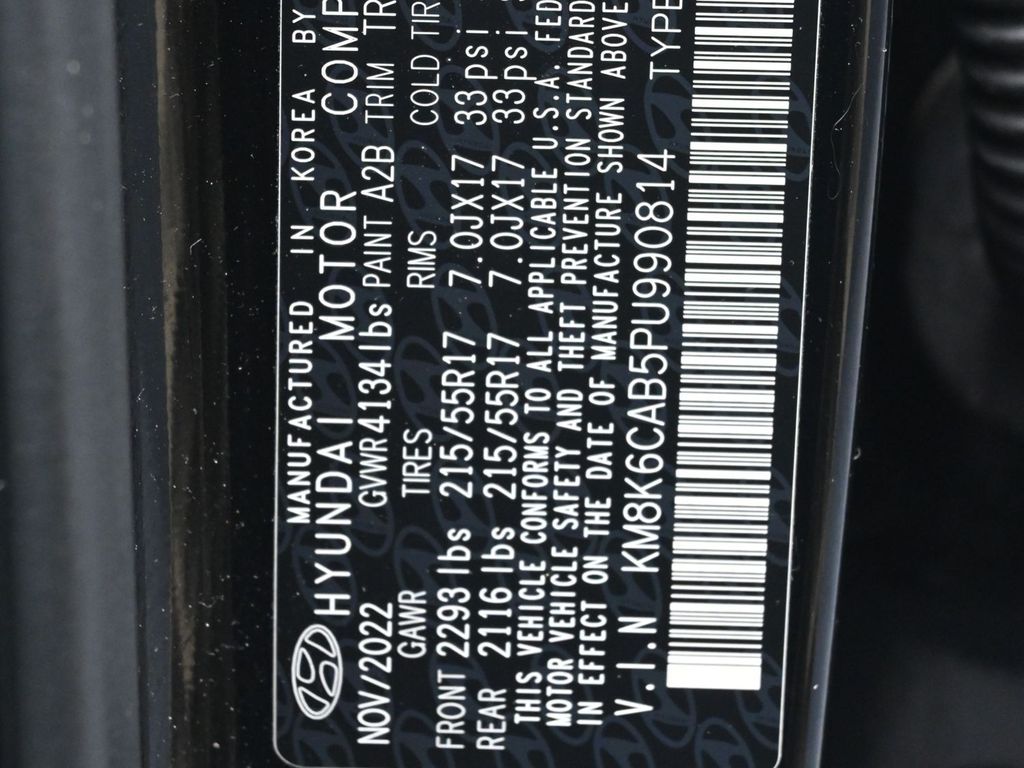 MANUFACTURED IN KOREA BY
HYUNDAI MOTOR COMP
NOV/2022 GVWR4134lbs PAINT A2B TRIM TR
GAWR TIRES RIMS COLD TIR
FRONT 2293 lbs 215/55R17 7.0JX17 33psi
REAR 2116 lbs 215/55R17 7.0JX17 33psi
THIS VEHICLE CONFORMS TO ALL APPLICABLE U.S.A. FED
MOTOR VEHICLE SAFETY AND THEFT PREVENTION STANDARD
IN EFFECT ON THE DATE OF MANUFACTURE SHOWN ABOVE
V.I.N KM8K6CAB5PU990814 TYPE